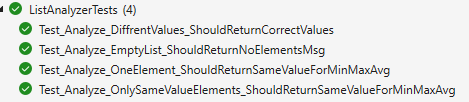 ListAnalyzerTests (4)
Test_Analyze_DiffrentValues_ShouldReturnCorrectValues
Test_Analyze_EmptyList_ShouldReturnNoElementsMsg
Test_Analyze_OneElement_ShouldReturnSameValueForMinMaxAvg
Test_Analyze_OnlySameValueElements_ShouldReturnSameValueForMinMaxAvg